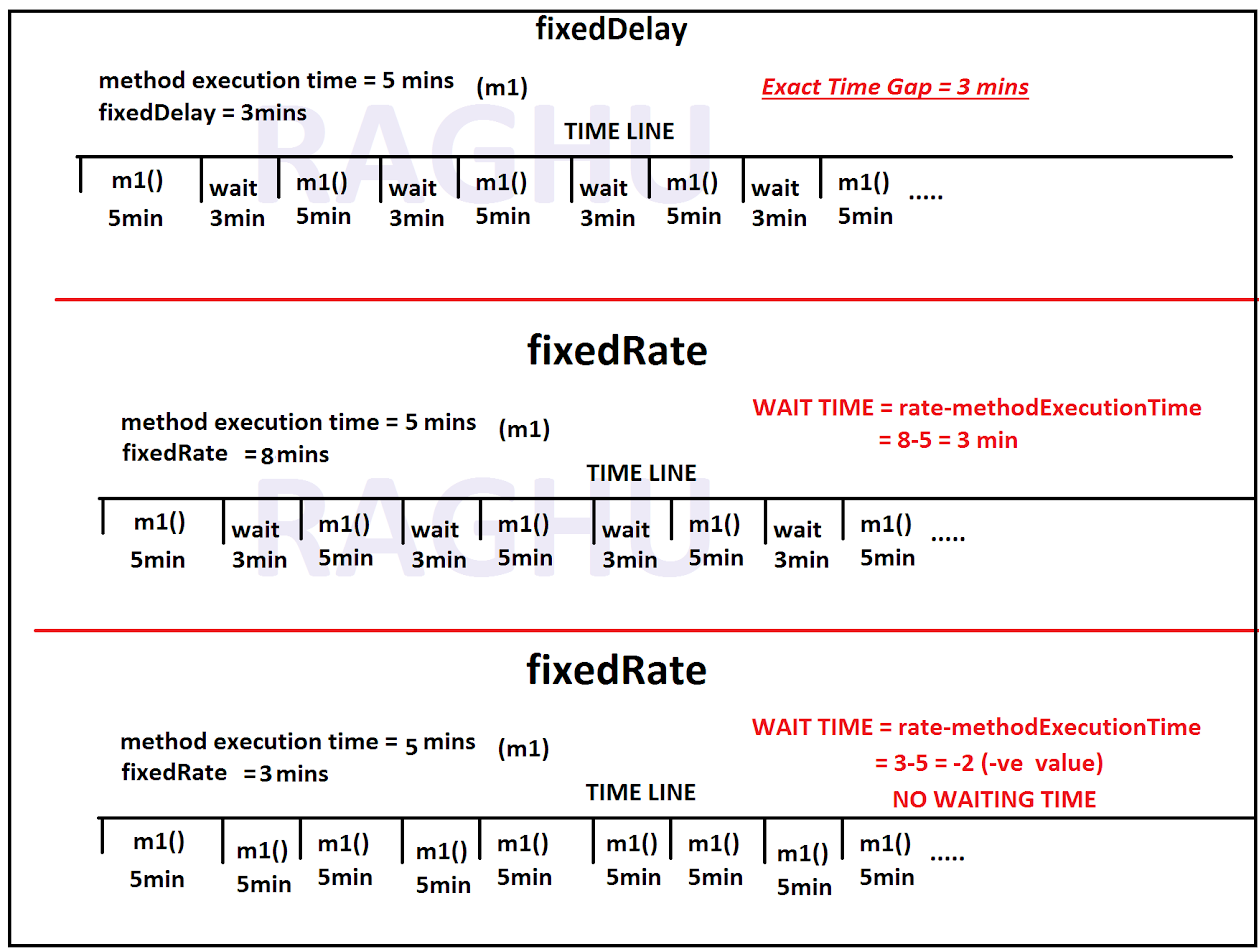 fixedDelay
method execution time = 5 mins (m1)
Exact Time Gap = 3 mins
fixedDelay = 3mins
RAGHU
TIME LINE
m1() wait m1() wait m1() wait m1() wait m1() .....
5min 3min 5min 3min 5min 3min 5min 3min 5min
fixedRate
WAIT TIME = rate-methodExecutionTime
method execution time = 5 mins (m1)
= 8-5 = 3 min
fixedRate = 8 mins
TIME LINE
RAGHU
m1() wait m1() wait m1() wait m1() wait m1() .....
5min 3min 5min 3min 5min 3min 5min 3min 5min
fixedRate
WAIT TIME = rate-methodExecutionTime
method execution time = 5 mins (m1)
= 3-5 = -2 (-ve value)
fixedRate = 3 mins
TIME LINE
NO WAITING TIME
m1() m1() m1() m1() m1() m1() m1() m1() m1() .....
5min 5min 5min 5min 5min 5min 5min 5min 5min